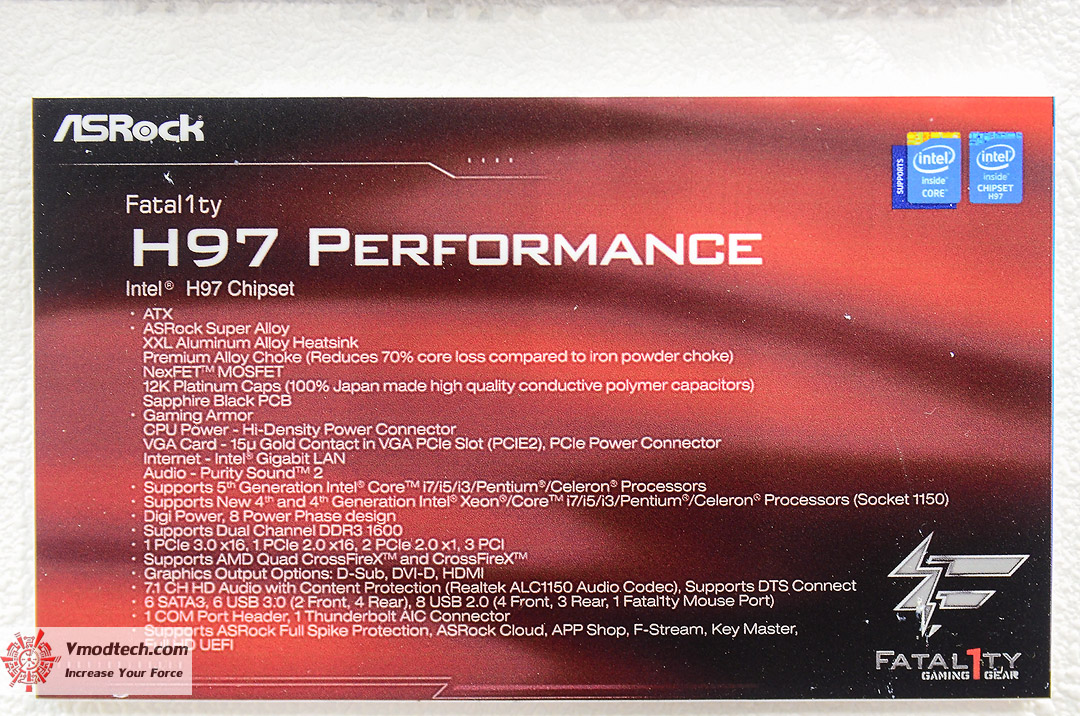 ASRock
SUPPORTS
intel inside CORE™
intel inside™ CHIPSET H97
Fatal1ty
H97 PERFORMANCE
Intel® H97 Chipset
· ATX
· ASRock Super Alloy
XXL Aluminum Alloy Heatsink
Premium Alloy Choke (Reduces 70% core loss compared to iron powder choke)
NexFET™ MOSFET
12K Platinum Caps (100% Japan made high quality conductive polymer capacitors)
Sapphire Black PCB
· Gaming Armor
CPU Power - Hi-Density Power Connector
VGA Card - 15µ Gold Contact in VGA PCIe Slot (PCIE2), PCIe Power Connector
Internet - Intel® Gigabit LAN
Audio - Purity Sound™ 2
· Supports 5th Generation Intel® Core™ i7/i5/i3/Pentium®/Celeron® Processors
· Supports New 4th and 4th Generation Intel® Xeon®/Core™ i7/i5/i3/Pentium®/Celeron® Processors (Socket 1150)
· Digi Power, 8 Power Phase design
· Supports Dual Channel DDR3 1600
· 1 PCIe 3.0 x16, 1 PCIe 2.0 x16, 2 PCIe 2.0 x1, 3 PCI
· Supports AMD Quad CrossFireX™ and CrossFireX™
· Graphics Output Options: D-Sub, DVI-D, HDMI
· 7.1 CH HD Audio with Content Protection (Realtek ALC1150 Audio Codec), Supports DTS Connect
· 6 SATA3, 6 USB 3.0 (2 Front, 4 Rear), 8 USB 2.0 (4 Front, 3 Rear, 1 Fatal1ty Mouse Port)
· 1 COM Port Header, 1 Thunderbolt AIC Connector
· Supports ASRock Full Spike Protection, ASRock Cloud, APP Shop, F-Stream, Key Master,
UEFI
Vmodtech.com
Increase Your Force
FATAL1TY
GAMING GEAR